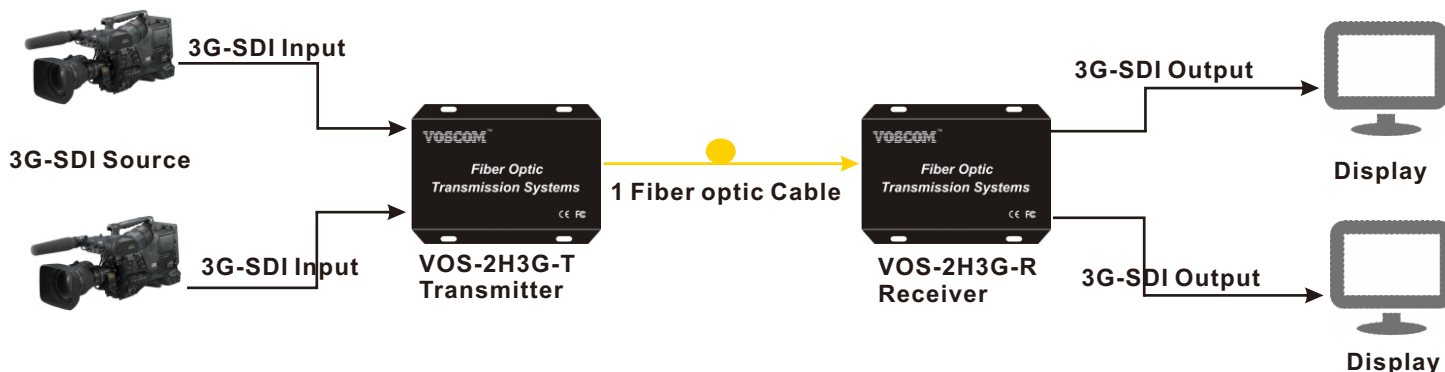 3G-SDI Input
3G-SDI Output
VOSCOM™
Fiber Optic
Transmission Systems
CE FC
VOSCOM™
Fiber Optic
Transmission Systems
CE FC
3G-SDI Source
1 Fiber optic Cable
Display
3G-SDI Input
VOS-2H3G-T
Transmitter
VOS-2H3G-R
Receiver
3G-SDI Output
Display